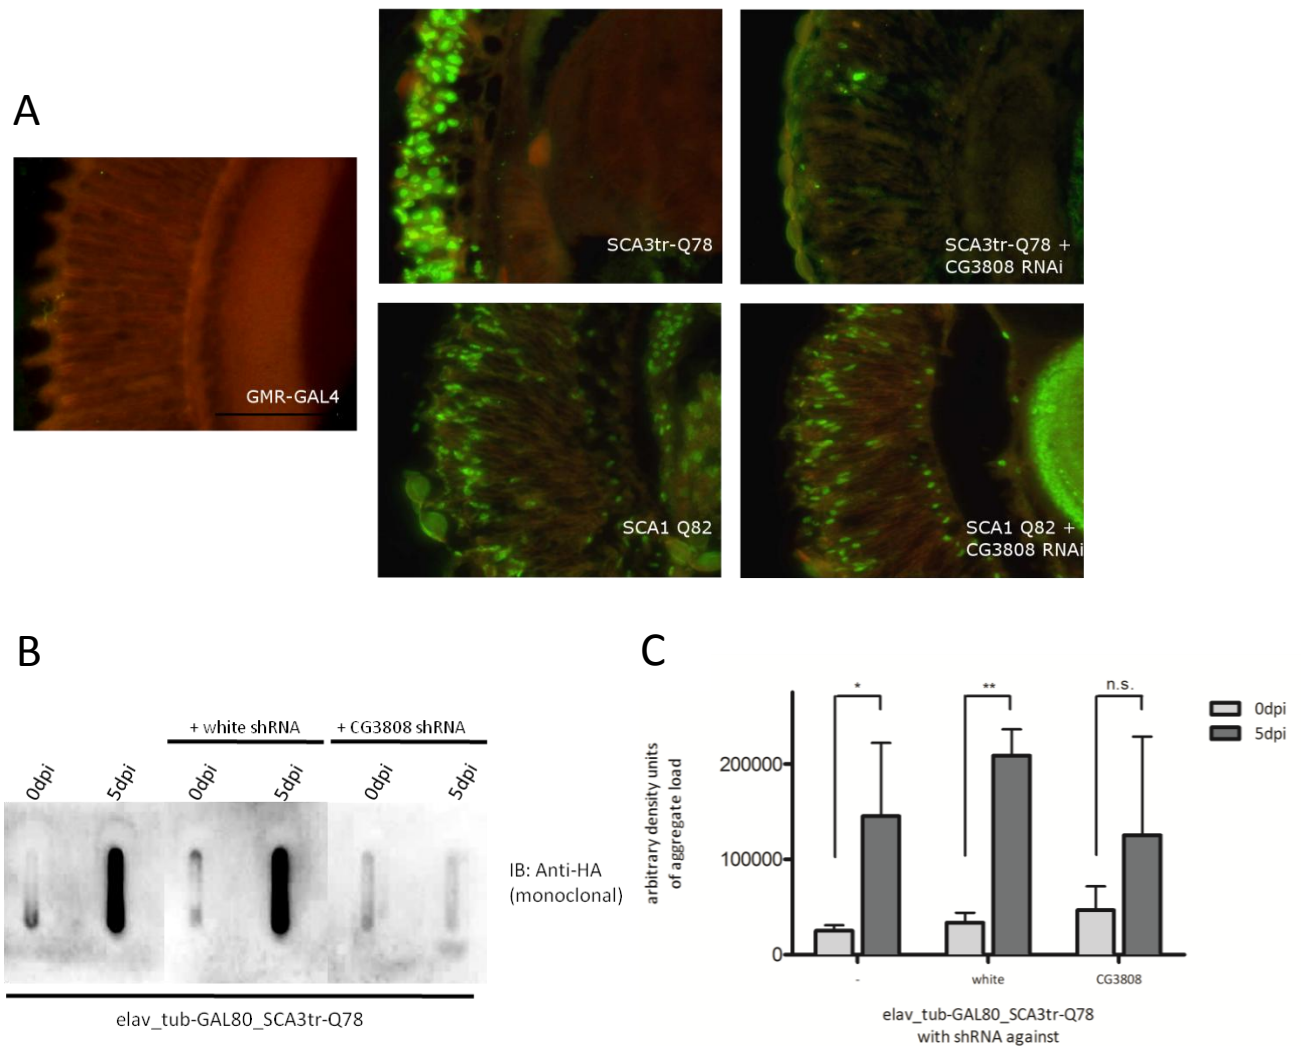 A
GMR-GAL4
SCA3tr-Q78
SCA3tr-Q78 +
CG3808 RNAi
SCA1 Q82
SCA1 Q82 +
CG3808 RNAi
B
+ white shRNA
+ CG3808 shRNA
0dpi
5dpi
0dpi
5dpi
0dpi
5dpi
IB: Anti-HA
(monoclonal)
elav_tub-GAL80_SCA3tr-Q78
C
*
**
n.s.
0dpi
5dpi
arbitrary density units
of aggregate load
200000
100000
0
-
white
CG3808
elav_tub-GAL80_SCA3tr-Q78
with shRNA against